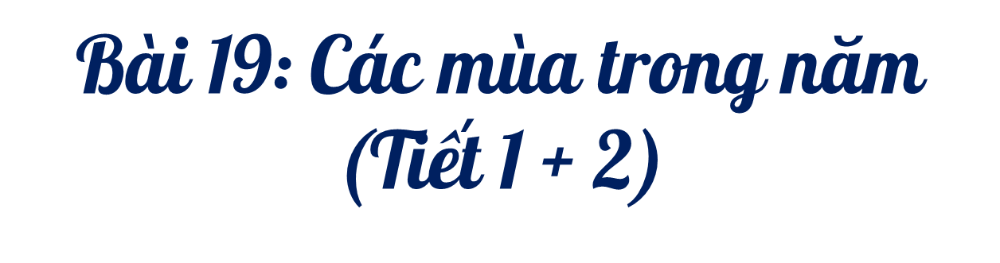 Bài 19: Các mùa trong năm
(Tiết 1 + 2)